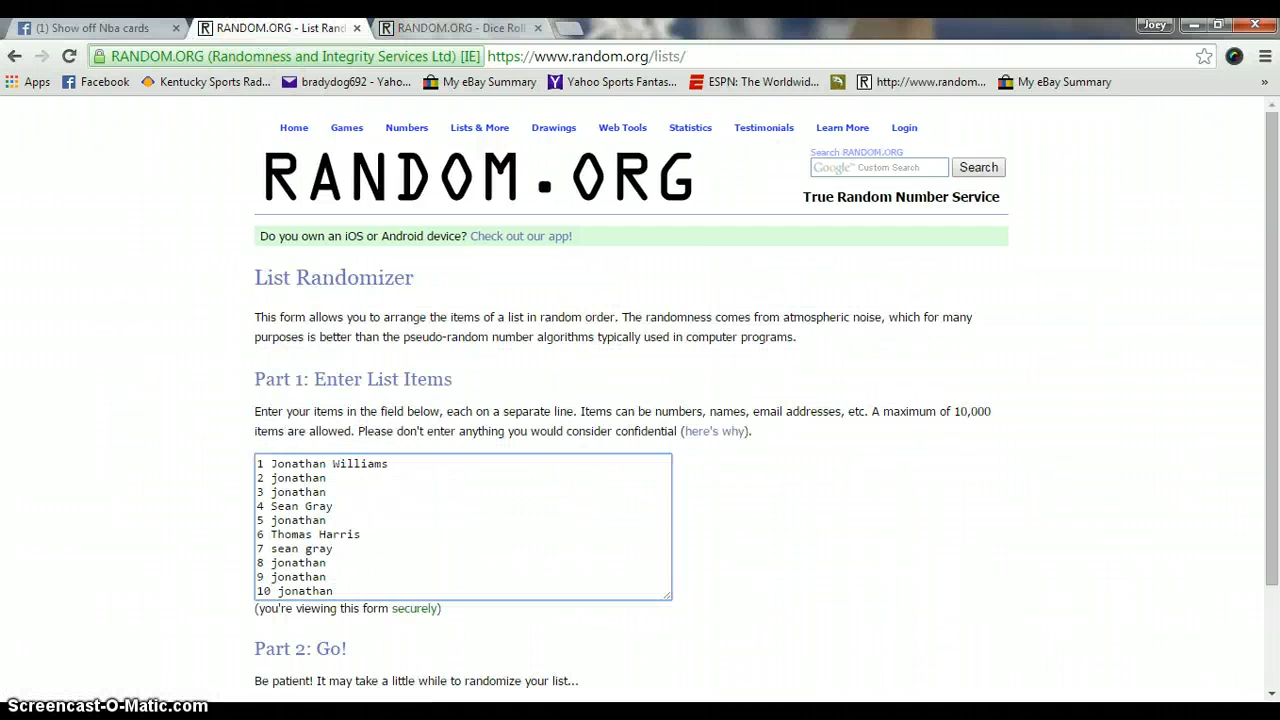 (1) Show off Nba cards
RANDOM.ORG - List Rand
RANDOM.ORG - Dice Roll
Joey
RANDOM.ORG (Randomness and Integrity Services Ltd) [IE]
https://www.random.org/lists/
Apps
Facebook
Kentucky Sports Rad...
bradydog692 - Yaho...
My eBay Summary
Yahoo Sports Fantas...
ESPN: The Worldwid...
http://www.random...
My eBay Summary
»
Home
Games
Numbers
Lists & More
Drawings
Web Tools
Statistics
Testimonials
Learn More
Login
RANDOM.ORG
Search RANDOM.ORG
Google™ Custom Search
Search
True Random Number Service
Do you own an iOS or Android device? Check out our app!
List Randomizer
This form allows you to arrange the items of a list in random order. The randomness comes from atmospheric noise, which for many
purposes is better than the pseudo-random number algorithms typically used in computer programs.
Part 1: Enter List Items
Enter your items in the field below, each on a separate line. Items can be numbers, names, email addresses, etc. A maximum of 10,000
items are allowed. Please don't enter anything you would consider confidential (here's why).
1 Jonathan Williams
2 jonathan
3 jonathan
4 Sean Gray
5 jonathan
6 Thomas Harris
7 sean gray
8 jonathan
9 jonathan
10 jonathan
(you're viewing this form securely)
Part 2: Go!
Be patient! It may take a little while to randomize your list...
Screencast-O-Matic.com